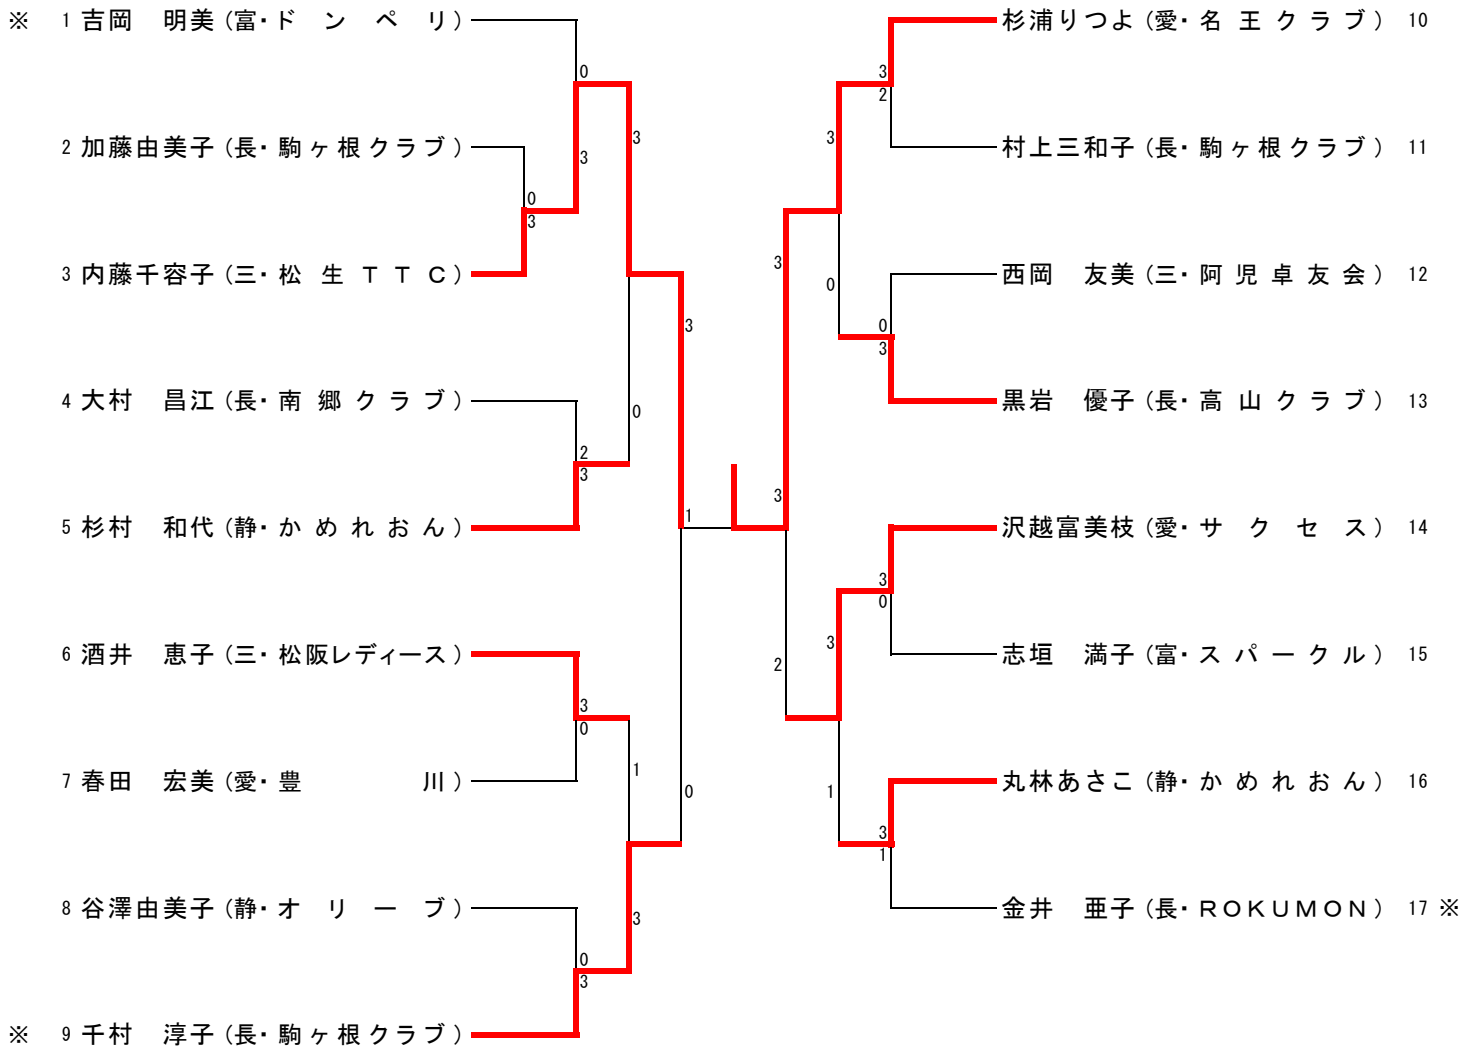 ※ 1 吉岡 明美 (富・ドンペリ)
0
2 加藤由美子 (長・駒ヶ根クラブ)
3
3
0
3
3 内藤千容子 (三・松生TTC)
3
4 大村 昌江 (長・南郷クラブ)
0
2
3
5 杉村 和代 (静・かめれおん)
1
6 酒井 恵子 (三・松阪レディース)
3
0
7 春田 宏美 (愛・豊川)
1
0
8 谷澤由美子 (静・オリーブ)
3
0
3
※ 9 千村 淳子 (長・駒ヶ根クラブ)
杉浦りつよ (愛・名王クラブ) 10
3
2
3
村上三和子 (長・駒ヶ根クラブ) 11
3
西岡 友美 (三・阿児卓友会) 12
0
0
3
黒岩 優子 (長・高山クラブ) 13
3
沢越富美枝 (愛・サクセス) 14
3
0
3
志垣 満子 (富・スパークル) 15
2
丸林あさこ (静・かめれおん) 16
1
3
1
金井 亜子 (長・ROKUMON) 17 ※